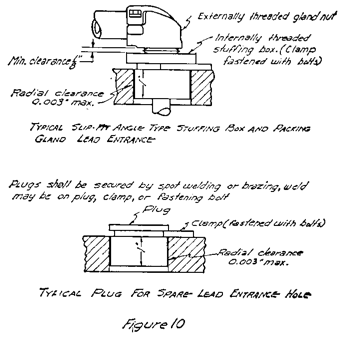 Externally threaded gland nut
Internally threaded
stuffing box. (Clamp
fastened with bolts)
Min. clearance 1/8"
Radial clearance
0.003" max.
TYPICAL SLIP-FIT ANGLE TYPE STUFFING BOX AND PACKING
GLAND LEAD ENTRANCE
Plugs shall be secured by spot welding or brazing, weld
may be on plug, clamp, or fastening bolt
Plug
Clamp (fastened with bolts)
Radial clearance
0.003" max.
TYPICAL PLUG FOR SPARE LEAD ENTRANCE HOLE
Figure 10